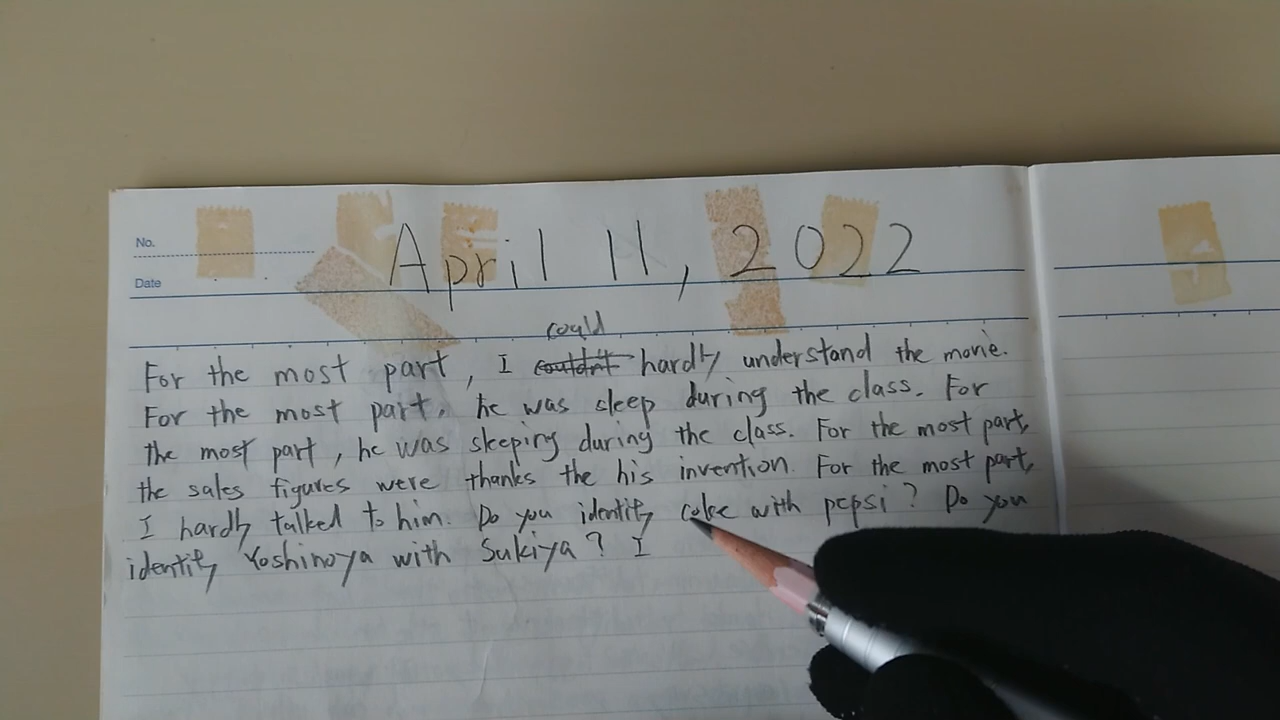 No.
Date
April 11, 2022
could
For the most part, I couldn't hardly understand the movie.
For the most part, he was sleep during the class. For
the most part, he was sleeping during the class. For the most part,
the sales figures were thanks the his invention. For the most part,
I hardly talked to him. Do you identify coke with pepsi? Do you
identify Yoshinoya with Sukiya? I